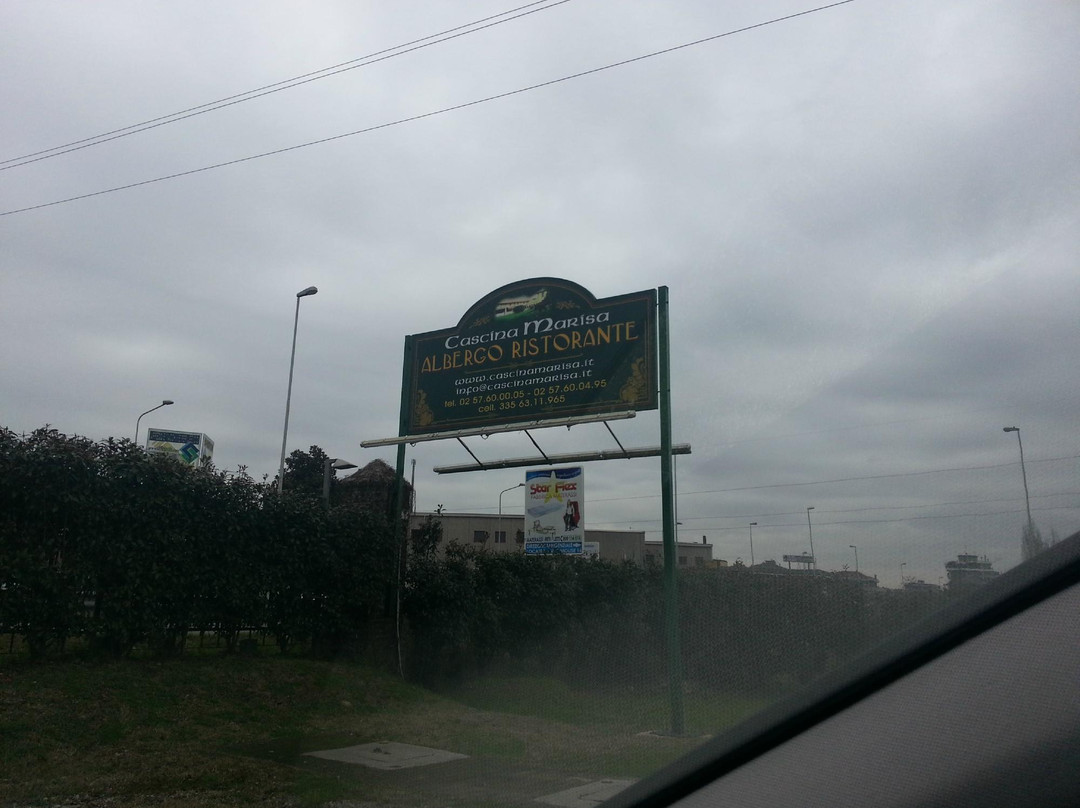 Cascina Marisa
ALBERGO RISTORANTE
www.cascinamarisa.it
info@cascinamarisa.it
tel. 02 57.60.00.05 - 02 57.60.04.95
cell. 335 63.11.965
Star Flex